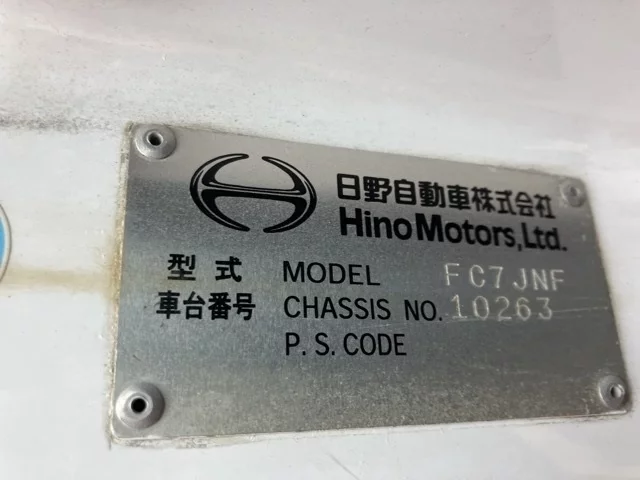 日野自動車株式会社
Hino Motors, Ltd.
型式 MODEL FC7JNF
車台番号 CHASSIS NO. 10263
P. S. CODE